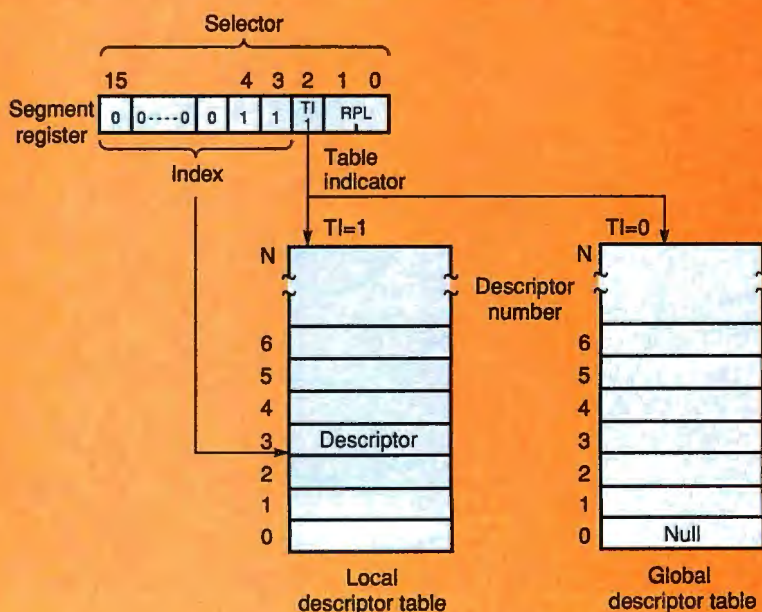 Selector
15 4 3 2 1 0
Segment register
0 0----0 0 1 1 TI 1 RPL
Index
Table indicator
TI=1
TI=0
N
N
Descriptor number
6
5
4
3 Descriptor
2
1
0
6
5
4
3
2
1
0 Null
Local descriptor table
Global descriptor table